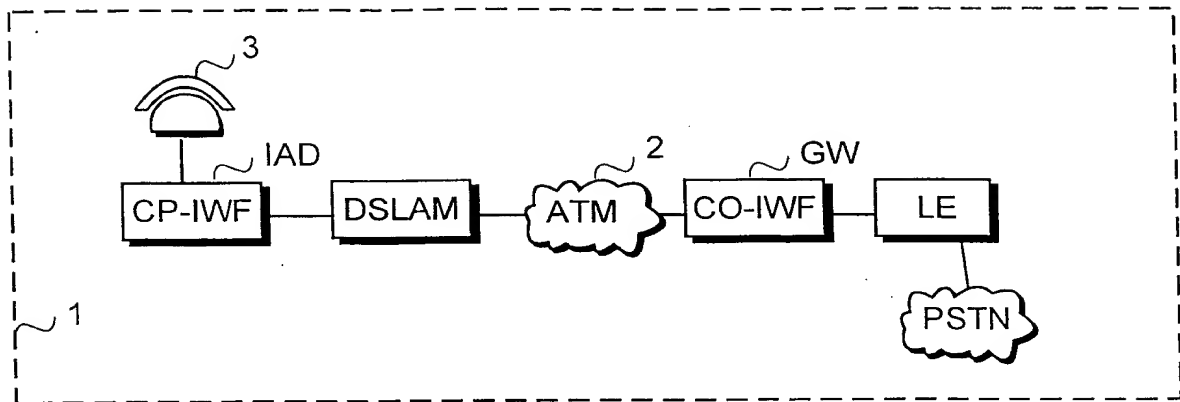 3
IAD
2
GW
CP-IWF
DSLAM
ATM
CO-IWF
LE
1
PSTN